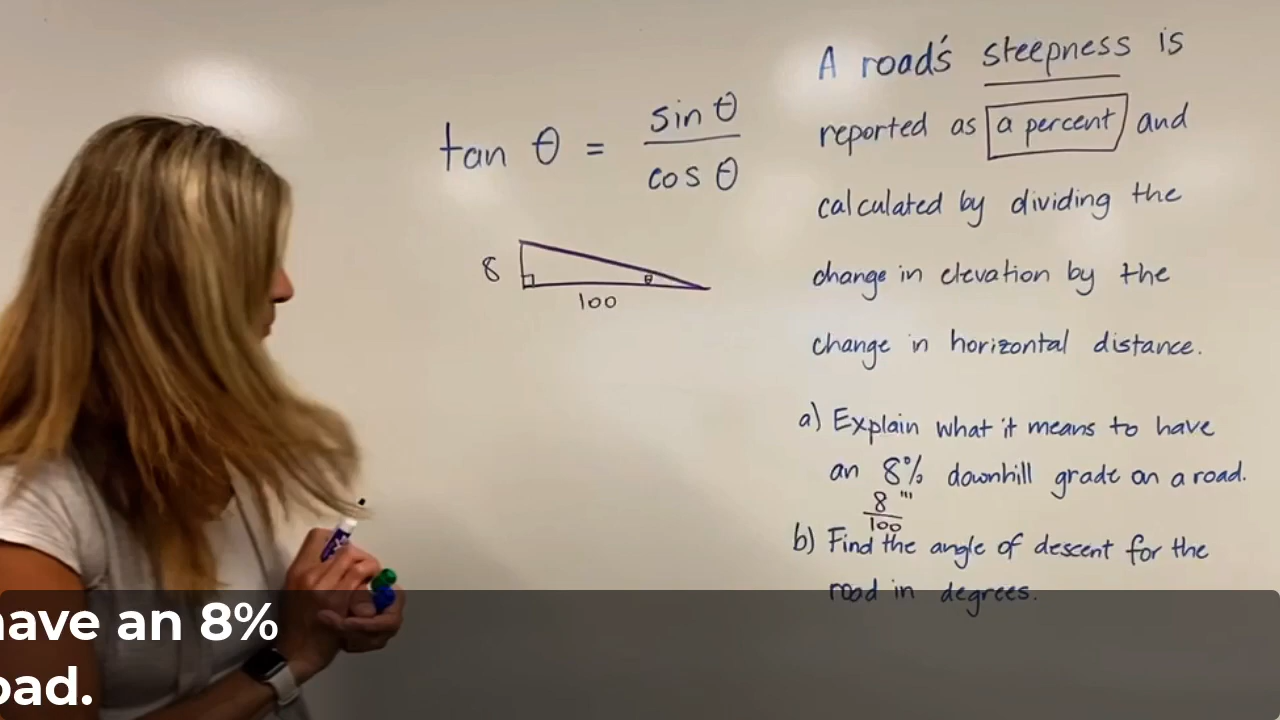 tan θ = sin θ / cos θ
8
θ
100
A road's steepness is
reported as a percent and
calculated by dividing the
change in elevation by the
change in horizontal distance.
a) Explain what it means to have
an 8% downhill grade on a road.
8
100
b) Find the angle of descent for the
road in degrees.
have an 8%
oad.